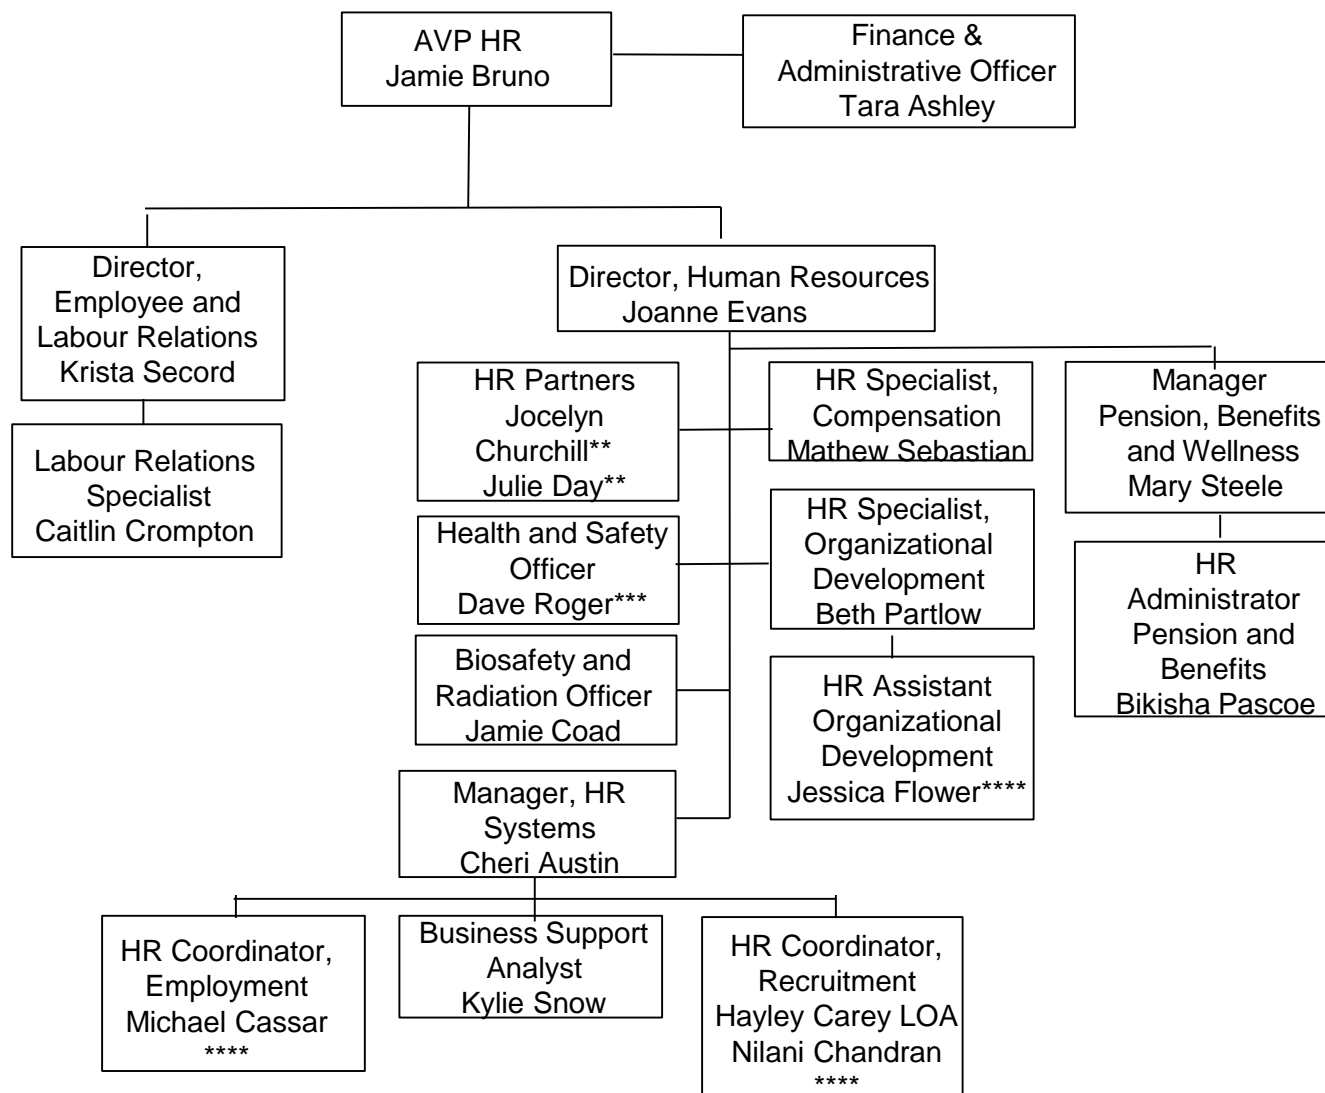 AVP HR
Jamie Bruno
Finance &
Administrative Officer
Tara Ashley
Director,
Employee and
Labour Relations
Krista Secord
Director, Human Resources
Joanne Evans
Labour Relations
Specialist
Caitlin Crompton
HR Partners
Jocelyn
Churchill**
Julie Day**
HR Specialist,
Compensation
Mathew Sebastian
Manager
Pension, Benefits
and Wellness
Mary Steele
Health and Safety
Officer
Dave Roger***
HR Specialist,
Organizational
Development
Beth Partlow
HR
Administrator
Pension and
Benefits
Bikisha Pascoe
Biosafety and
Radiation Officer
Jamie Coad
HR Assistant
Organizational
Development
Jessica Flower****
Manager, HR
Systems
Cheri Austin
HR Coordinator,
Employment
Michael Cassar
****
Business Support
Analyst
Kylie Snow
HR Coordinator,
Recruitment
Hayley Carey LOA
Nilani Chandran
****